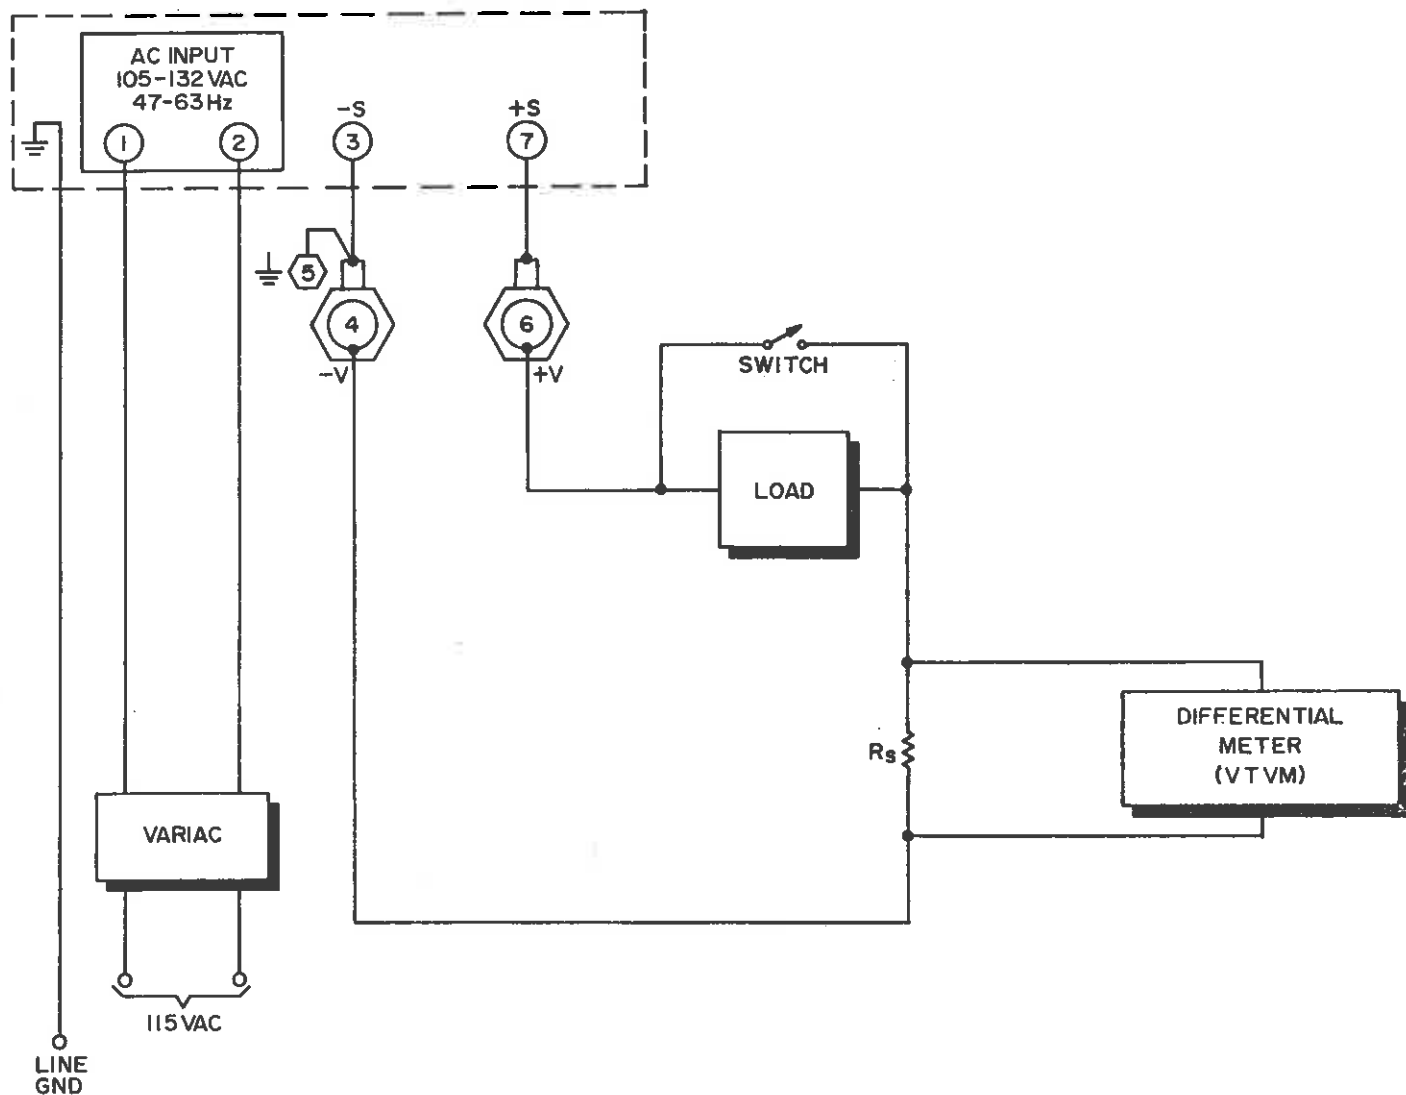 AC INPUT
105-132 VAC
47-63 Hz
1
2
-S
3
+S
7
5
4
6
-V
+V
SWITCH
LOAD
RS
DIFFERENTIAL
METER
(VTVM)
VARIAC
115 VAC
LINE
GND